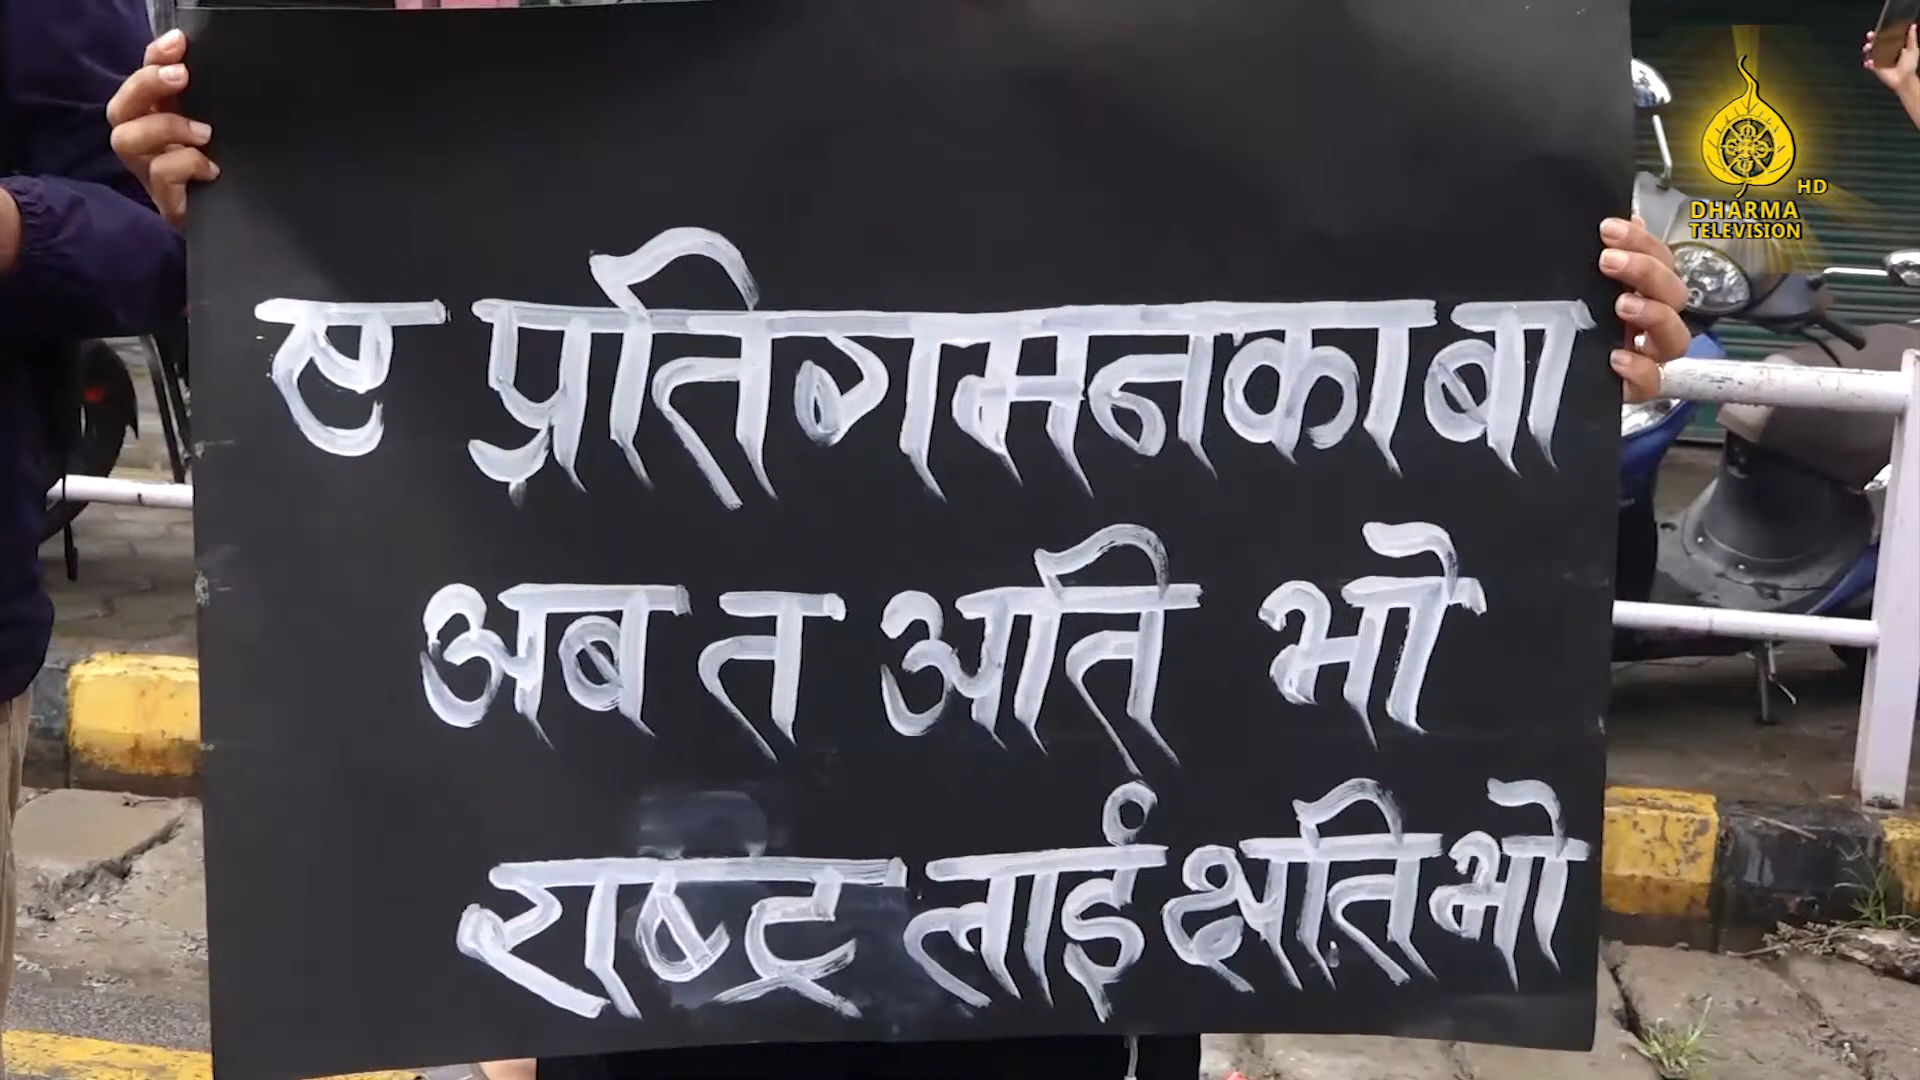 ए प्रतिगमनका बा
अब त अति भो
राष्ट्र लाई क्षति भो
HD
DHARMA
TELEVISION